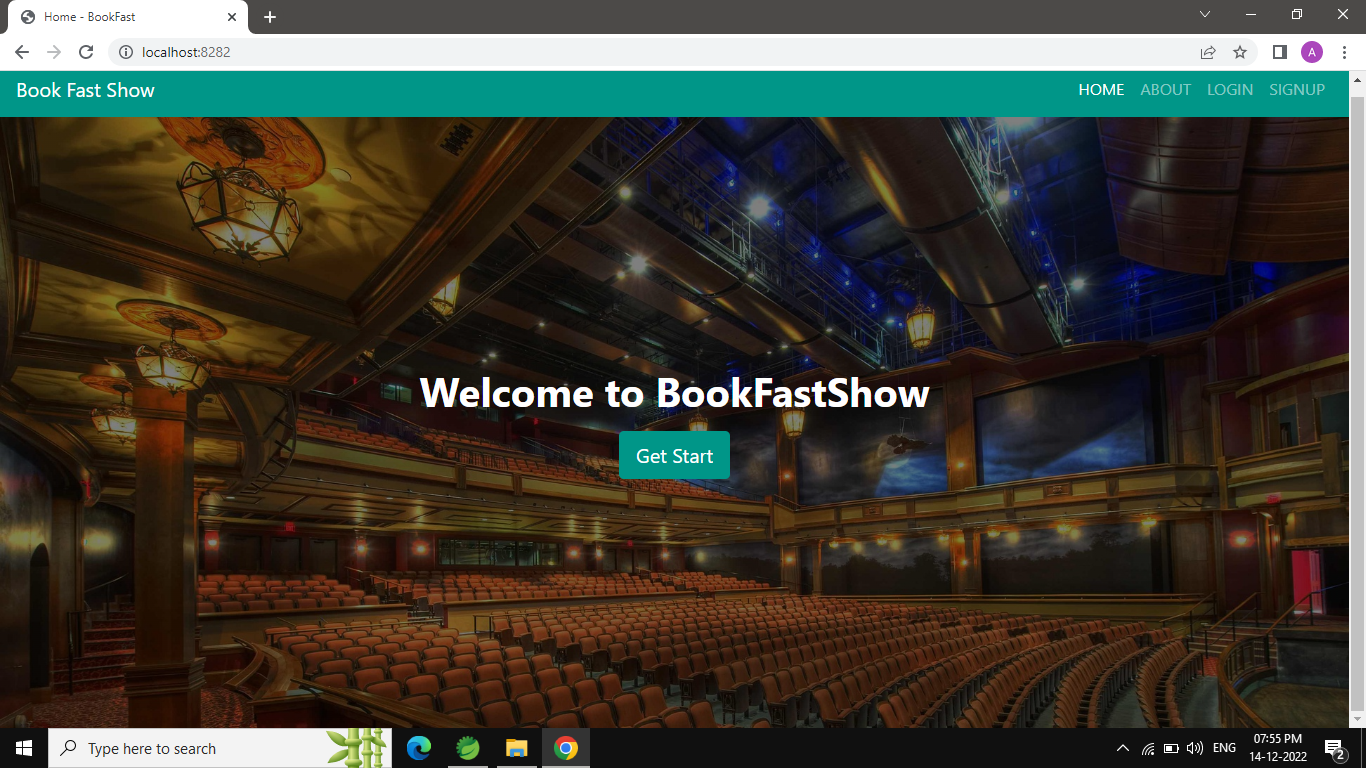 Home - BookFast
localhost:8282
A
Book Fast Show
HOME ABOUT LOGIN SIGNUP
Welcome to BookFastShow
Get Start
Type here to search
ENG
07:55 PM
14-12-2022
2